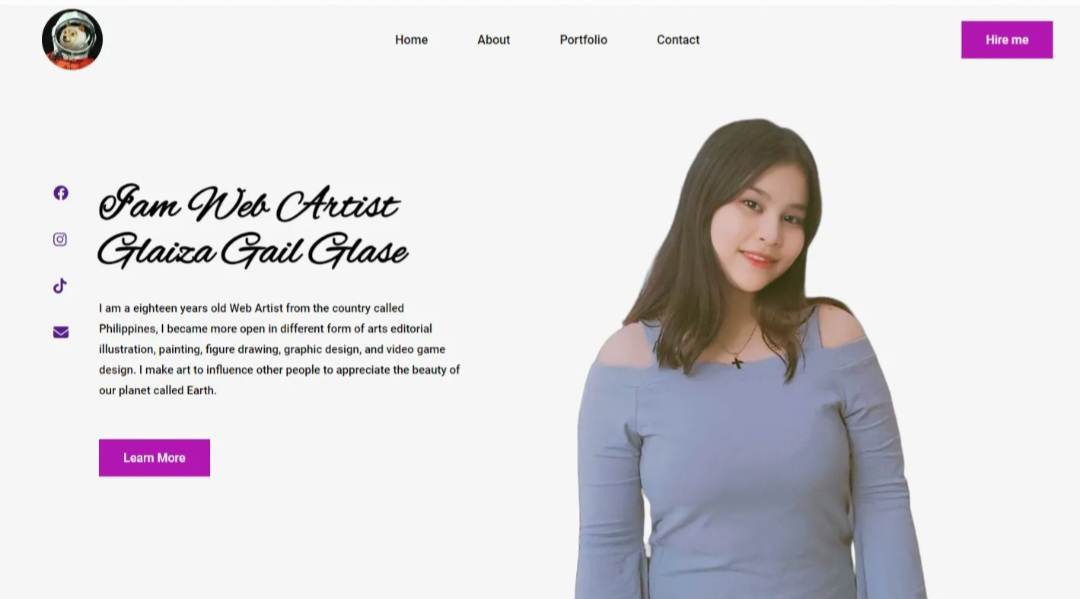 Home
About
Portfolio
Contact
Hire me
I am Web Artist
Glaiza Gail Glase
I am a eighteen years old Web Artist from the country called
Philippines, I became more open in different form of arts editorial
illustration, painting, figure drawing, graphic design, and video game
design. I make art to influence other people to appreciate the beauty of
our planet called Earth.
Learn More